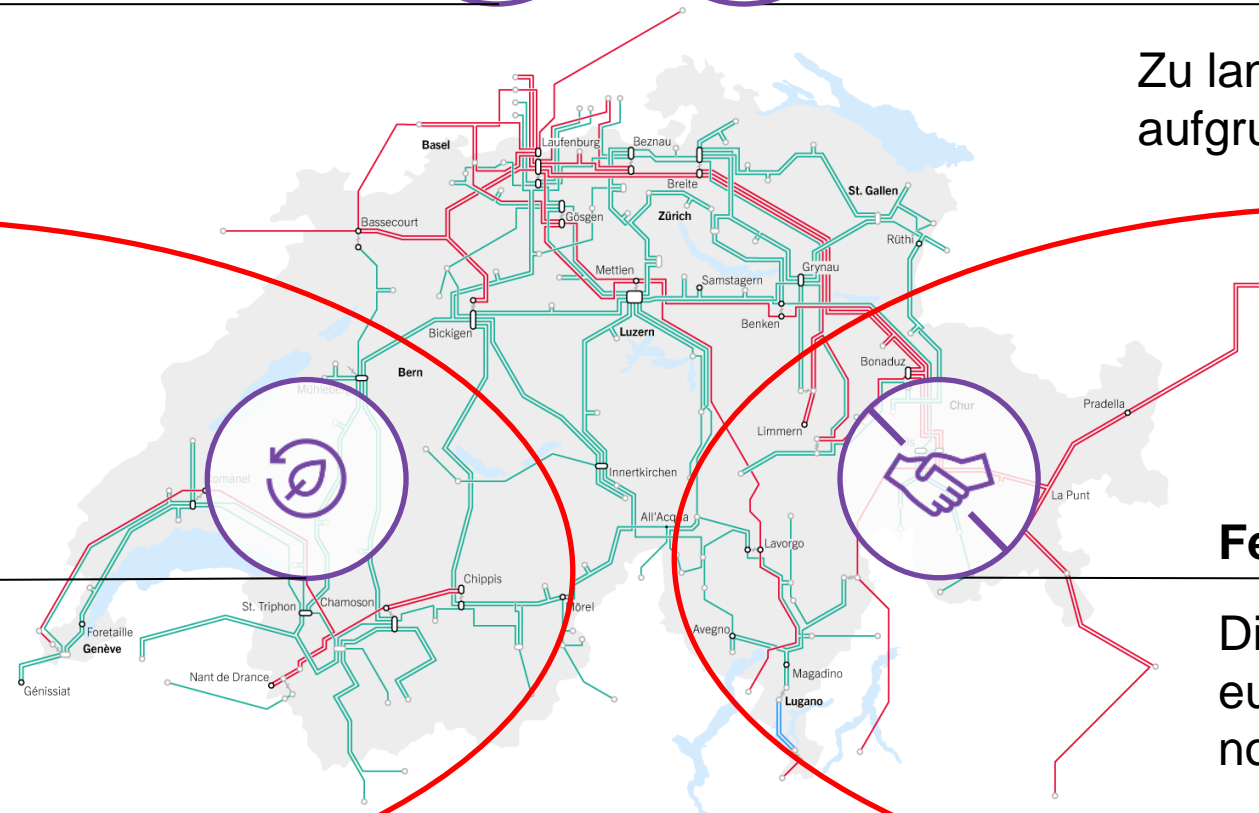 Zu lan
aufgru
Laufenburg
Beznau
Basel
Breite
St. Gallen
Gösgen
Zürich
Bassecourt
Rüthi
Mettlen
Grynau
Samstagern
Benken
Luzern
Bickigen
Bonaduz
Bern
Mühleberg
Chur
Pradella
Limmern
Innertkirchen
La Punt
All'Acqua
Lavorgo
Fe
Chippis
St. Triphon
Chamoson
Foretaille
Genève
Avegno
Di
Nant de Drance
Magadino
Génissiat
eu
Lugano
no